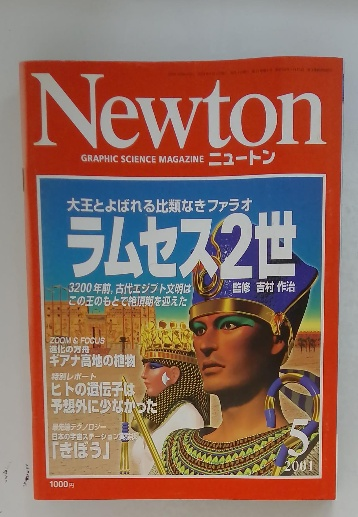 Newton
GRAPHIC SCIENCE MAGAZINE ニュートン
大王とよばれる比類なきファラオ
ラムセス2世
3200年前,古代エジプト文明は
この王のもとで絶頂期を迎えた
監修 吉村 作治
ZOOM & FOCUS
進化の方舟
ギアナ高地の植物
特別レポート
ヒトの遺伝子は
予想外に少なかった
最先端テクノロジー
日本の宇宙ステーション
「きぼう」
5
2001
1000円